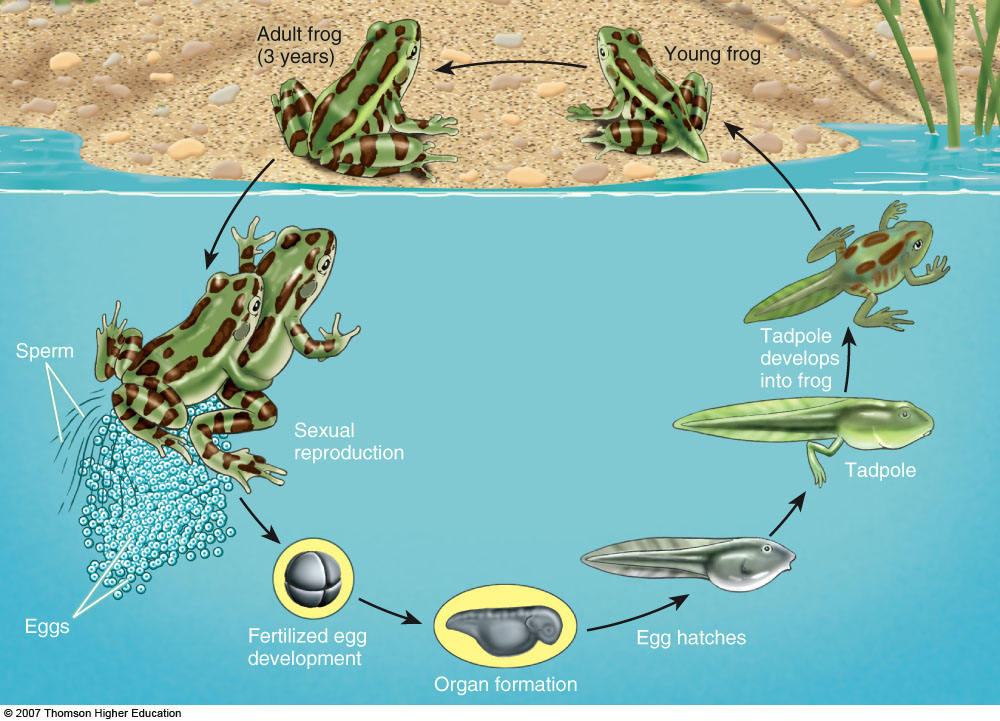 Adult frog
(3 years)
Young frog
Sperm
Sexual
reproduction
Eggs
Fertilized egg
development
Organ formation
Egg hatches
Tadpole
Tadpole
develops
into frog
© 2007 Thomson Higher Education